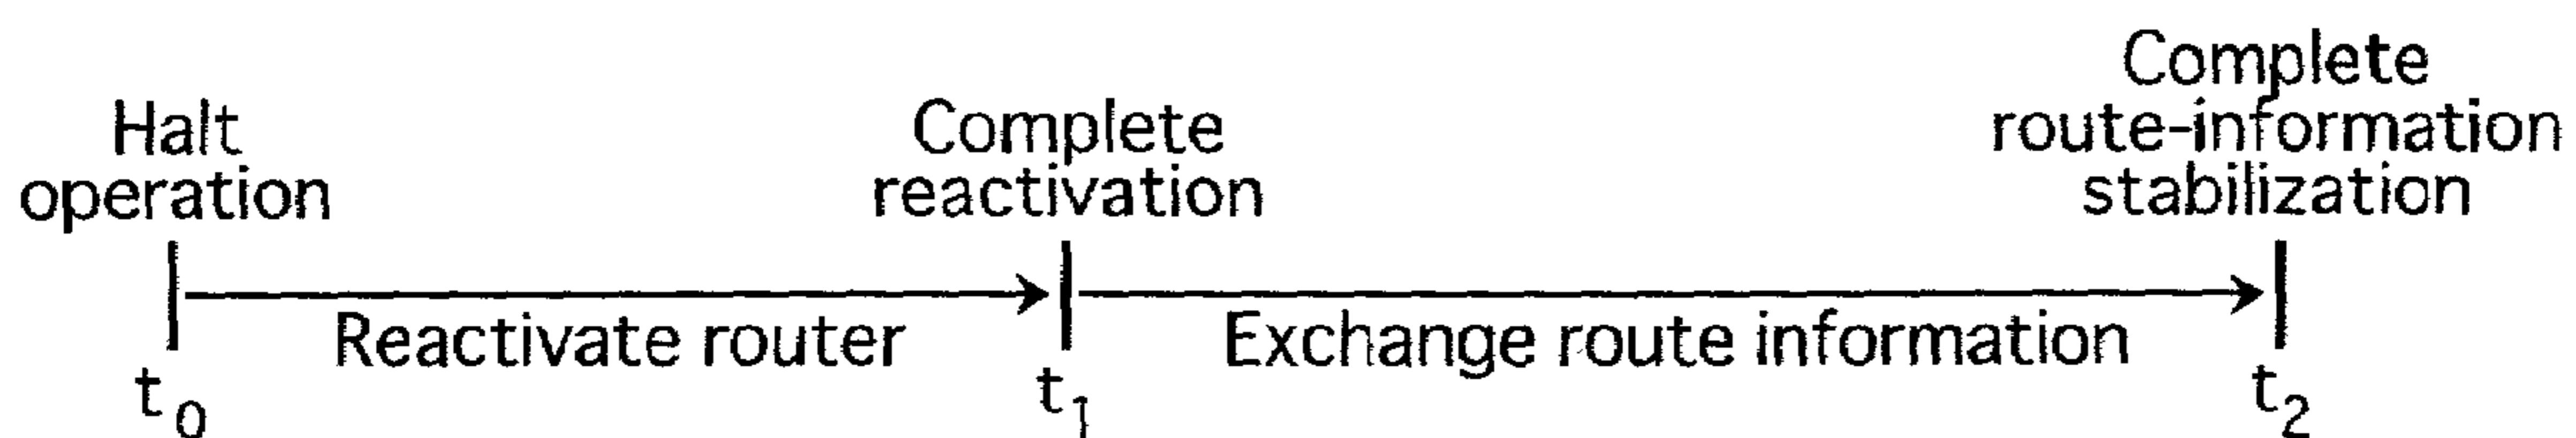 Halt
operation
Complete
reactivation
Complete
route-information
stabilization
Reactivate router
Exchange route information
t0
t1
t2